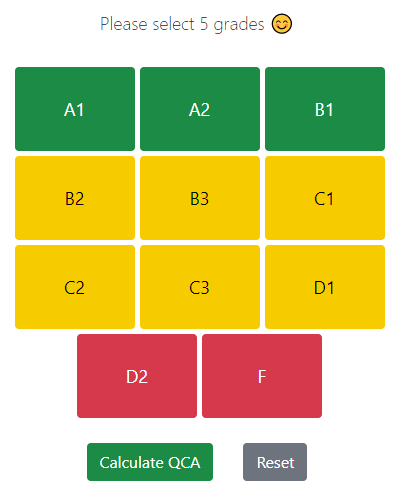 Please select 5 grades 😊
A1 A2 B1
B2 B3 C1
C2 C3 D1
D2 F
Calculate QCA Reset